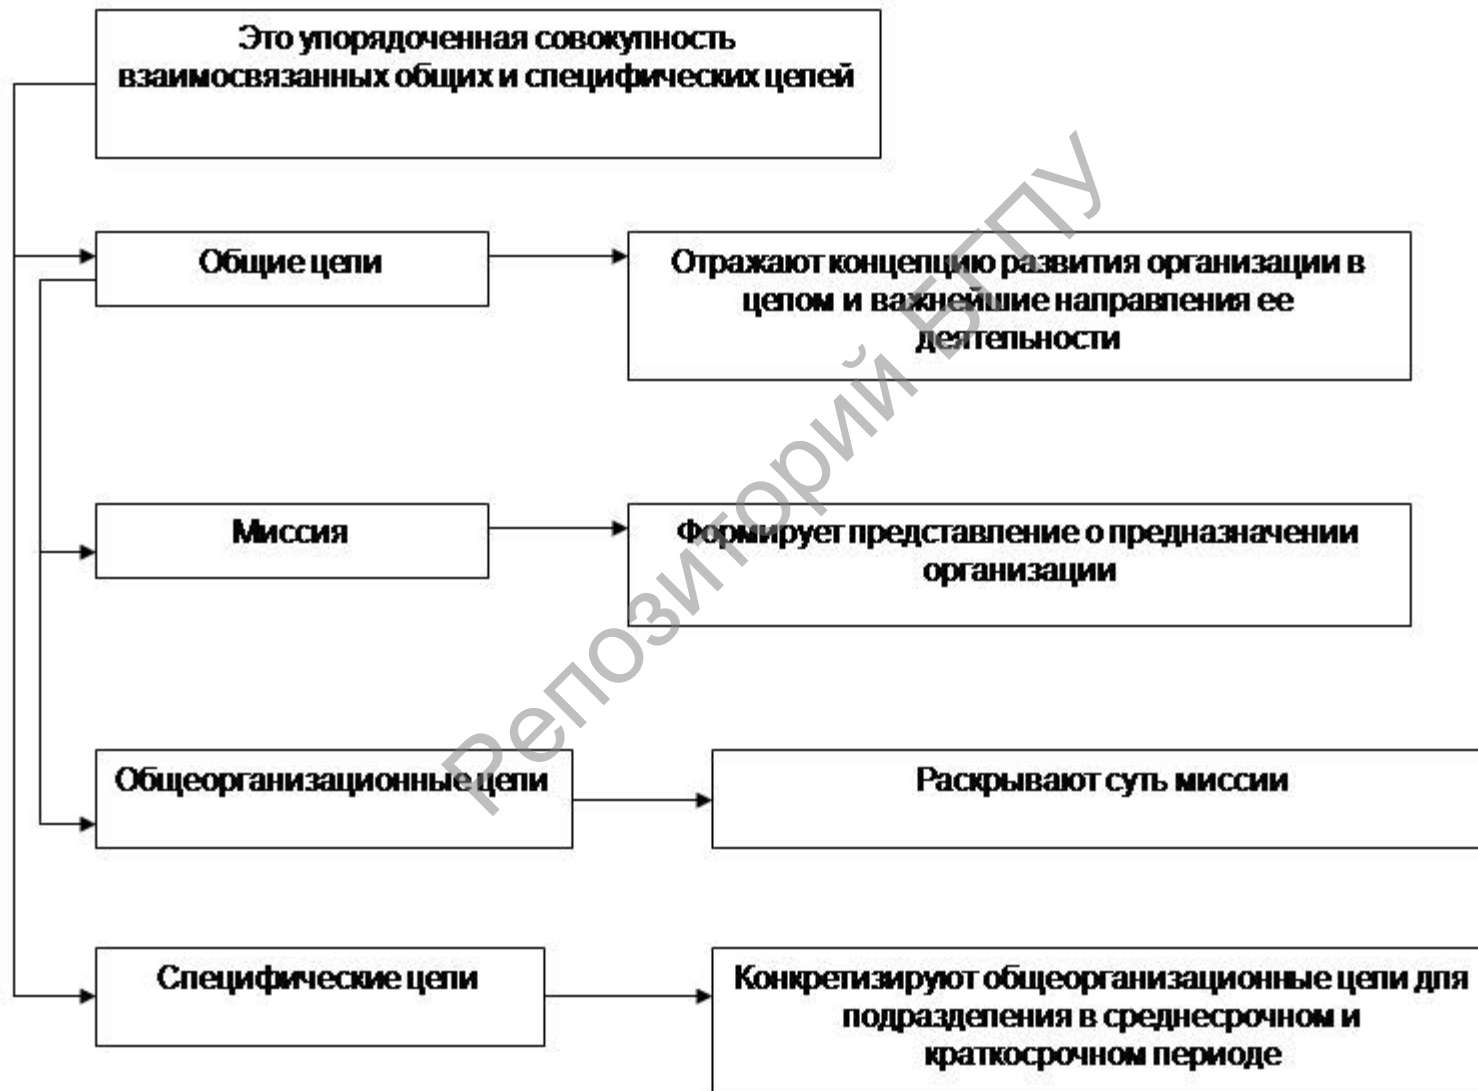 Это упорядоченная совокупность
взаимосвязанных общих и специфических целей
Общие цели
Отражают концепцию развития организации в
целом и важнейшие направления ее
деятельности
Миссия
Формирует представление о предназначении
организации
Общеорганизационные цели
Раскрывают суть миссии
Специфические цели
Конкретизируют общеорганизационные цели для
подразделения в среднесрочном и
краткосрочном периоде
Репозиторий БГПУ